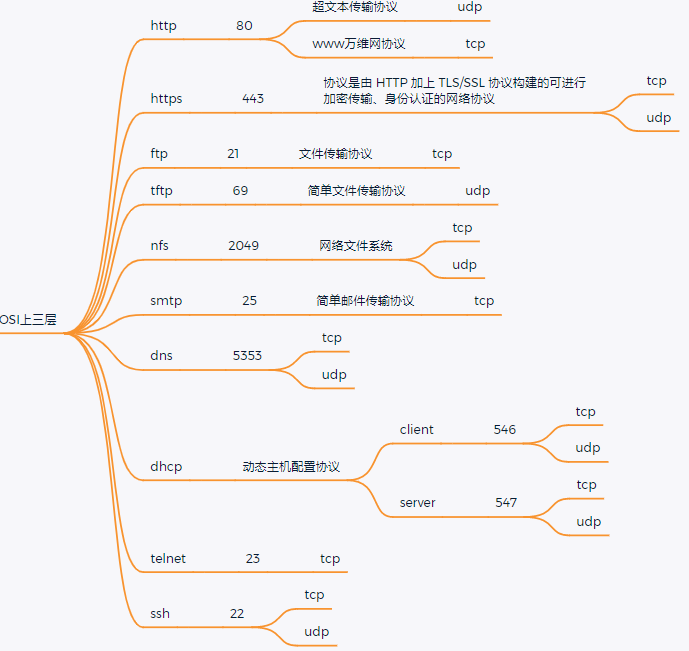 OSI上三层
http 80
超文本传输协议 udp
www万维网协议 tcp
https 443
协议是由 HTTP 加上 TLS/SSL 协议构建的可进行
加密传输、身份认证的网络协议
tcp
udp
ftp 21 文件传输协议 tcp
tftp 69 简单文件传输协议 udp
nfs 2049 网络文件系统
tcp
udp
smtp 25 简单邮件传输协议 tcp
dns 5353
tcp
udp
dhcp 动态主机配置协议
client 546
tcp
udp
server 547
tcp
udp
telnet 23 tcp
ssh 22
tcp
udp